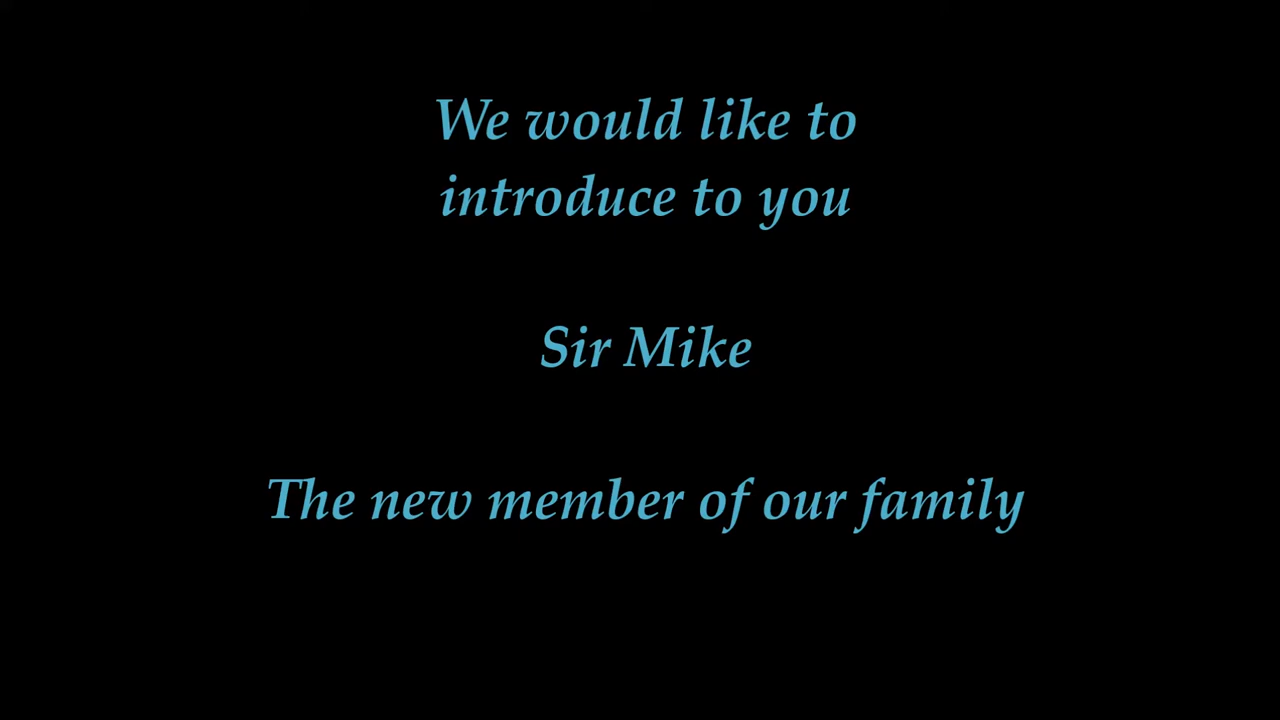 We would like to
introduce to you
Sir Mike
The new member of our family